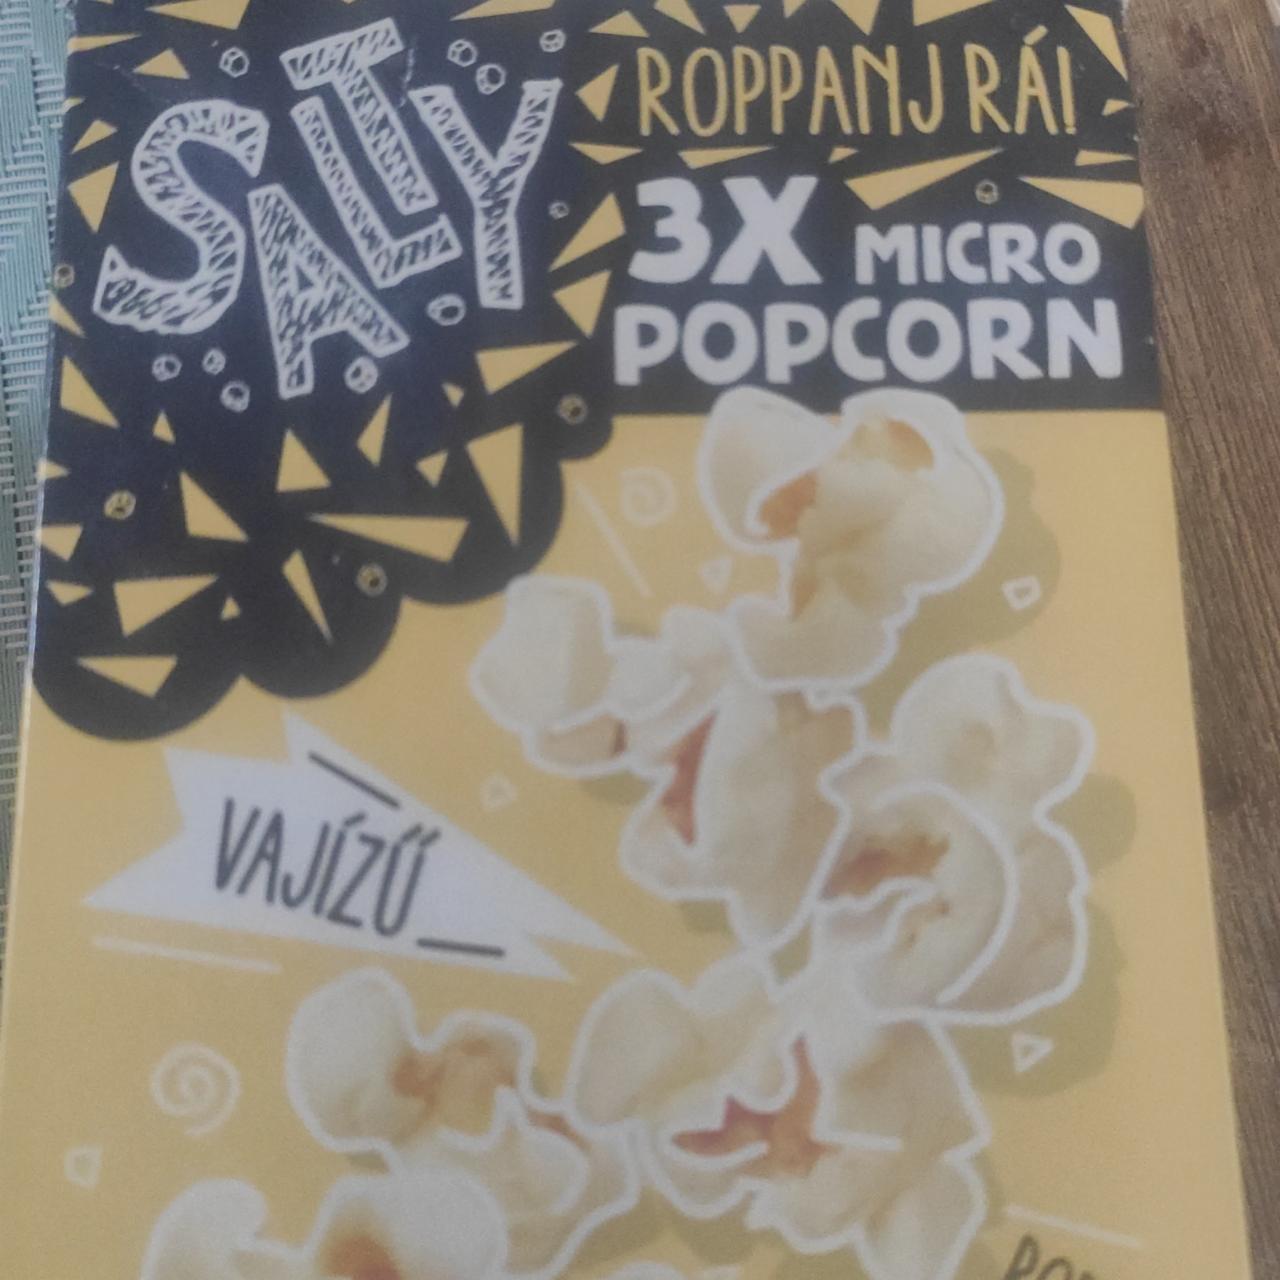 SALTY
ROPPANJ RÁ!
3X MICRO
POPCORN
VAJÍZŰ